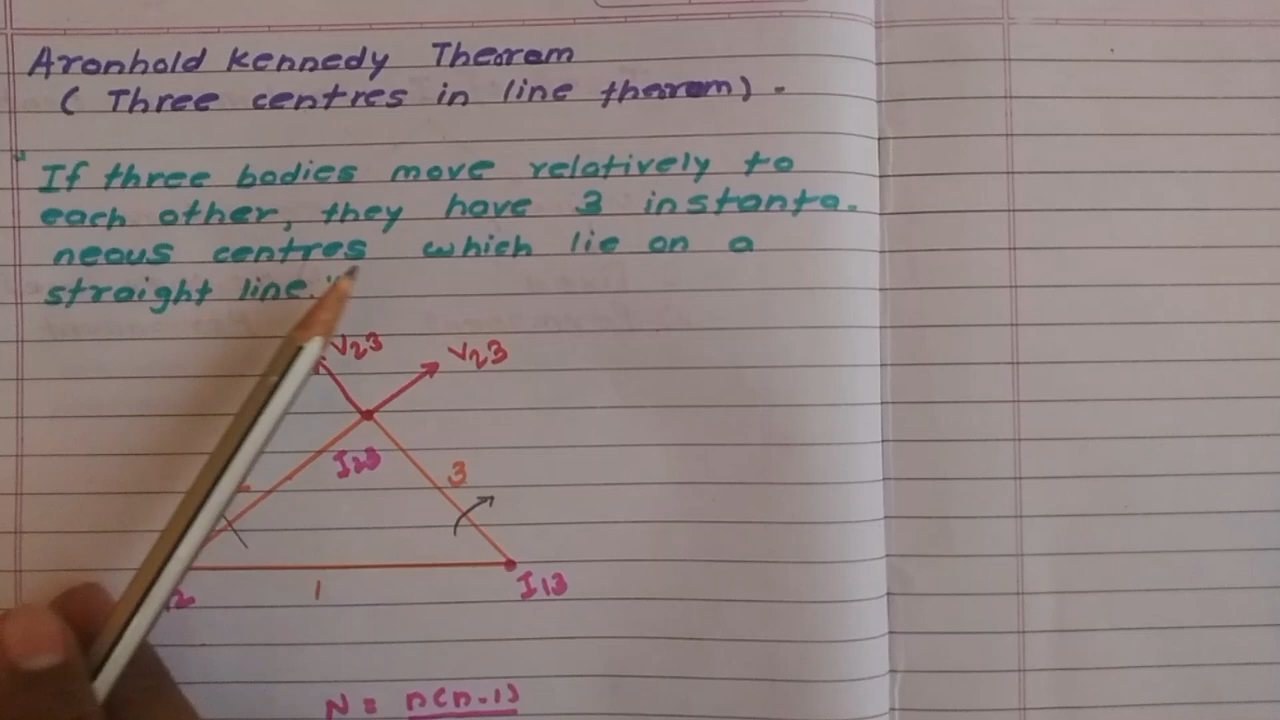 Aronhold Kennedy Theorem
( Three centres in line therem) .
"If three bodies move relatively to
each other, they have 3 instanta-
neous centres which lie on a
straight line."
V23 V23
I23
3
1
I13
N = n(n-1)